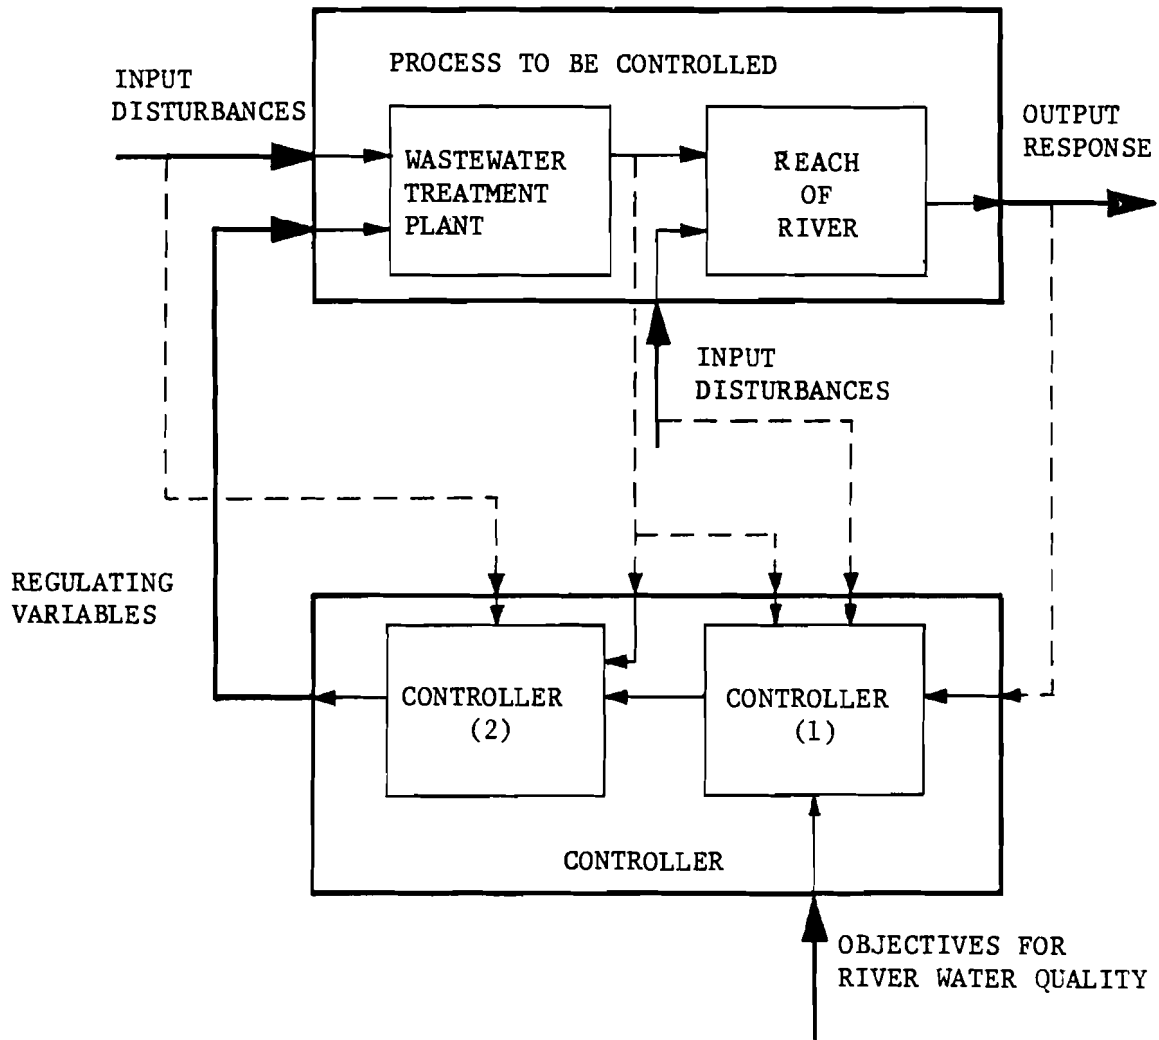 PROCESS TO BE CONTROLLED
INPUT
DISTURBANCES
WASTEWATER
TREATMENT
PLANT
REACH
OF
RIVER
OUTPUT
RESPONSE
INPUT
DISTURBANCES
REGULATING
VARIABLES
CONTROLLER
(2)
CONTROLLER
(1)
CONTROLLER
OBJECTIVES FOR
RIVER WATER QUALITY